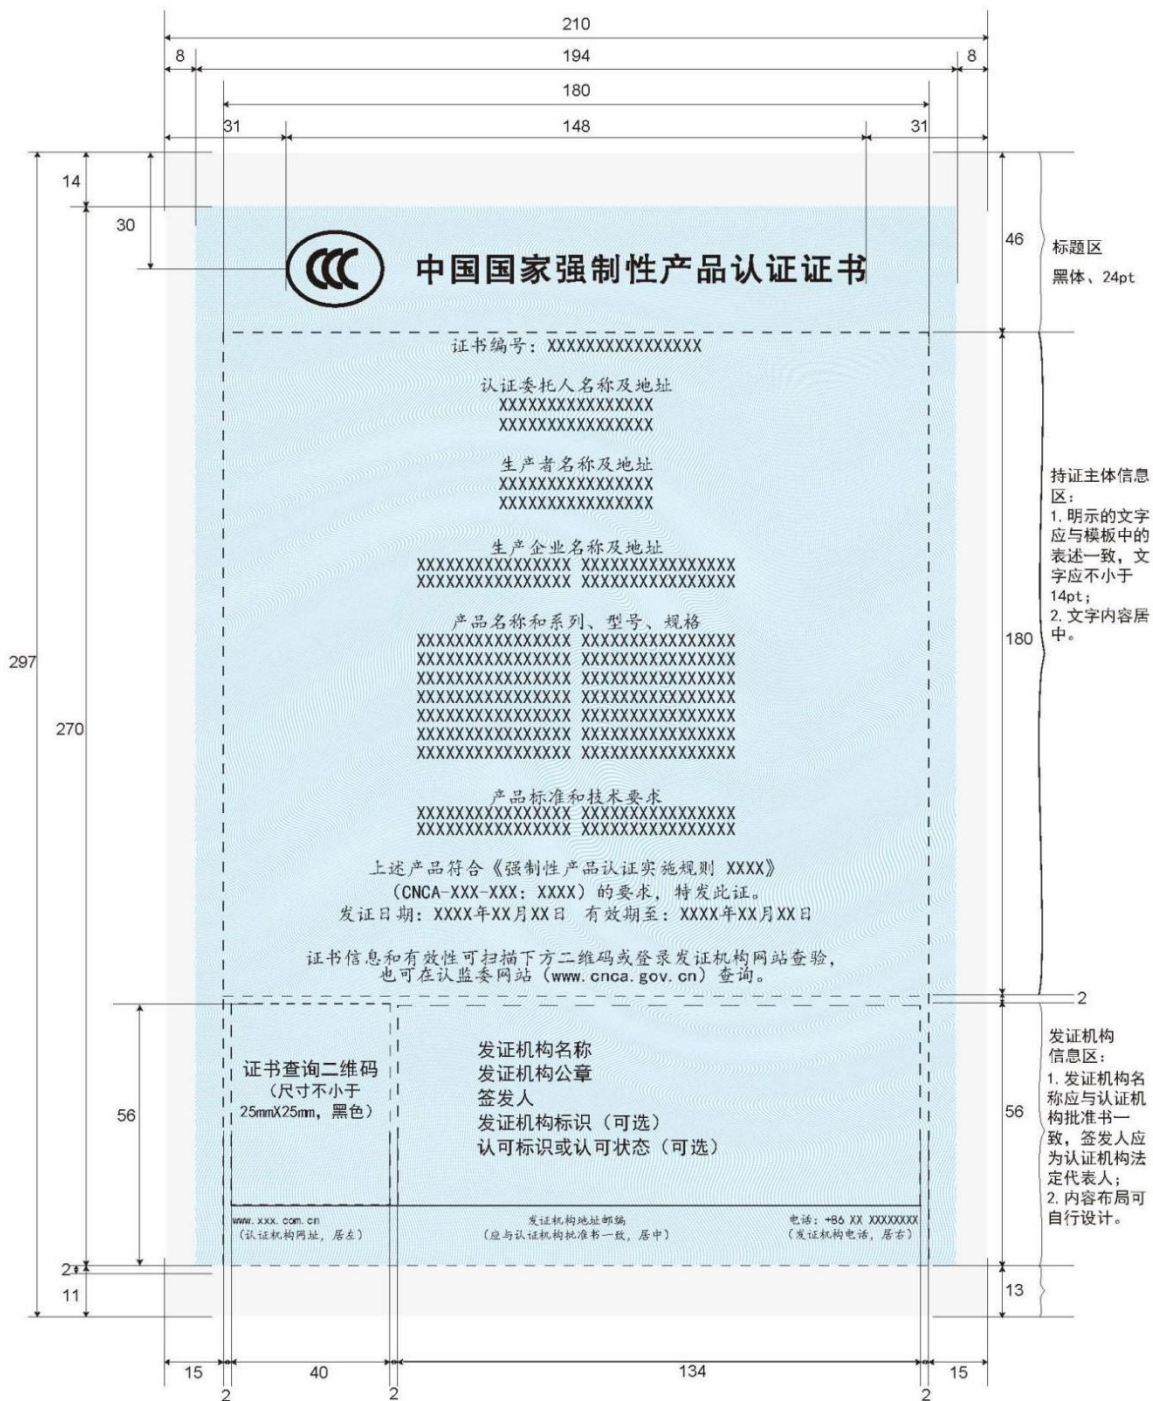 210
8
194
8
180
31
148
31
14
30
46
标题区
黑体、24pt
CCC
中国国家强制性产品认证证书
证书编号：XXXXXXXXXXXXXXXX
认证委托人名称及地址
XXXXXXXXXXXXXXXX
XXXXXXXXXXXXXXXX
生产者名称及地址
XXXXXXXXXXXXXXXX
XXXXXXXXXXXXXXXX
生产企业名称及地址
XXXXXXXXXXXXXXXX XXXXXXXXXXXXXXXX
XXXXXXXXXXXXXXXX XXXXXXXXXXXXXXXX
产品名称和系列、型号、规格
XXXXXXXXXXXXXXXX XXXXXXXXXXXXXXXX
XXXXXXXXXXXXXXXX XXXXXXXXXXXXXXXX
XXXXXXXXXXXXXXXX XXXXXXXXXXXXXXXX
XXXXXXXXXXXXXXXX XXXXXXXXXXXXXXXX
XXXXXXXXXXXXXXXX XXXXXXXXXXXXXXXX
XXXXXXXXXXXXXXXX XXXXXXXXXXXXXXXX
XXXXXXXXXXXXXXXX XXXXXXXXXXXXXXXX
产品标准和技术要求
XXXXXXXXXXXXXXXX XXXXXXXXXXXXXXXX
XXXXXXXXXXXXXXXX XXXXXXXXXXXXXXXX
上述产品符合《强制性产品认证实施规则 XXXX》
（CNCA-XXX-XXX：XXXX）的要求，特发此证。
发证日期：XXXX年XX月XX日 有效期至：XXXX年XX月XX日
证书信息和有效性可扫描下方二维码或登录发证机构网站查验，
也可在认监委网站（www.cnca.gov.cn）查询。
297
270
180
持证主体信息
区：
1. 明示的文字
应与模板中的
表述一致，文
字应不小于
14pt；
2. 文字内容居
中。
2
56
证书查询二维码
（尺寸不小于
25mmX25mm，黑色）
发证机构名称
发证机构公章
签发人
发证机构标识（可选）
认可标识或认可状态（可选）
56
发证机构
信息区：
1. 发证机构名
称应与认证机
构批准书一
致，签发人应
为认证机构法
定代表人；
2. 内容布局可
自行设计。
www.xxx.com.cn
（认证机构网址，居左）
发证机构地址邮编
（应与认证机构批准书一致，居中）
电话：+86 XX XXXXXXXX
（发证机构电话，居右）
2
11
13
15
40
134
15
2
2
2